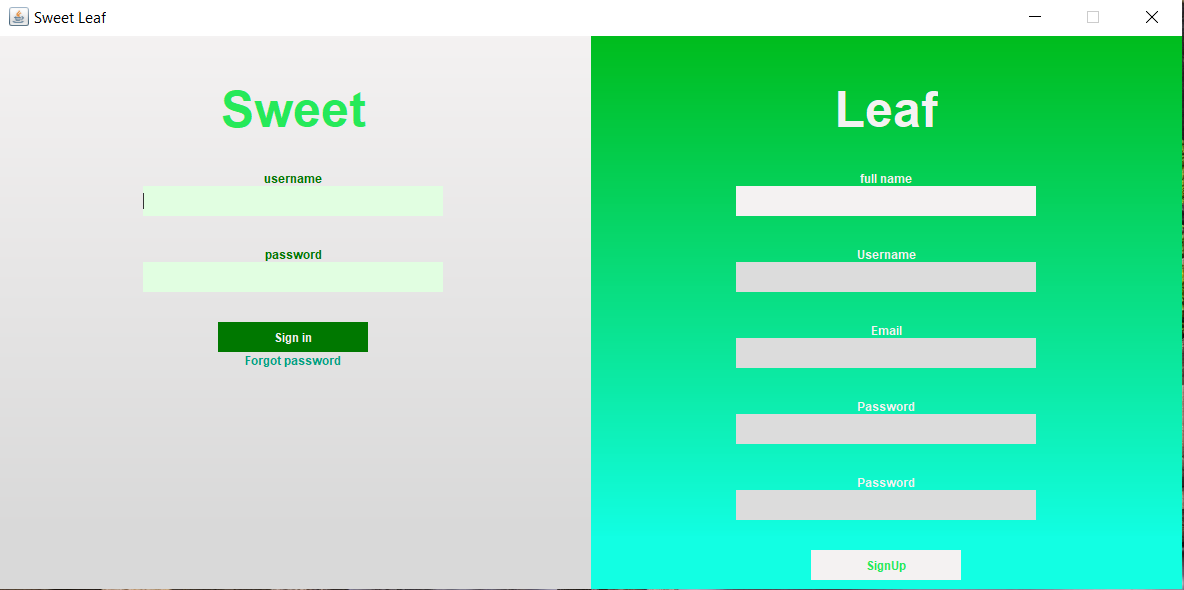 Sweet Leaf
Sweet
username
password
Sign in
Forgot password
Leaf
full name
Username
Email
Password
Password
SignUp